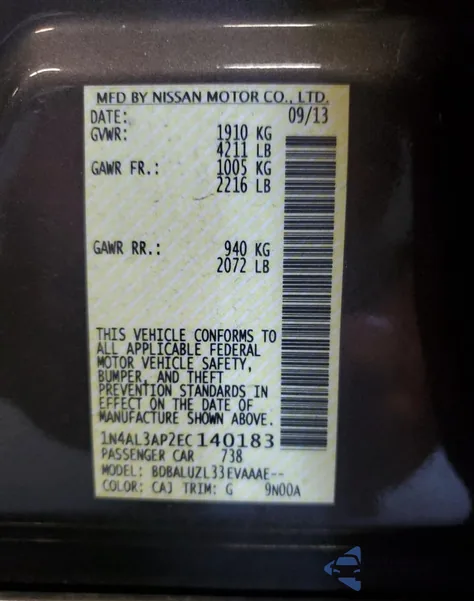 MFD BY NISSAN MOTOR CO., LTD.
DATE: 09/13
GVWR: 1910 KG
4211 LB
GAWR FR.: 1005 KG
2216 LB
GAWR RR.: 940 KG
2072 LB
THIS VEHICLE CONFORMS TO
ALL APPLICABLE FEDERAL
MOTOR VEHICLE SAFETY,
BUMPER, AND THEFT
PREVENTION STANDARDS IN
EFFECT ON THE DATE OF
MANUFACTURE SHOWN ABOVE.
1N4AL3AP2EC140183
PASSENGER CAR 738
MODEL: BDBALUZL33EVAAAE--
COLOR: CAJ TRIM: G 9N00A